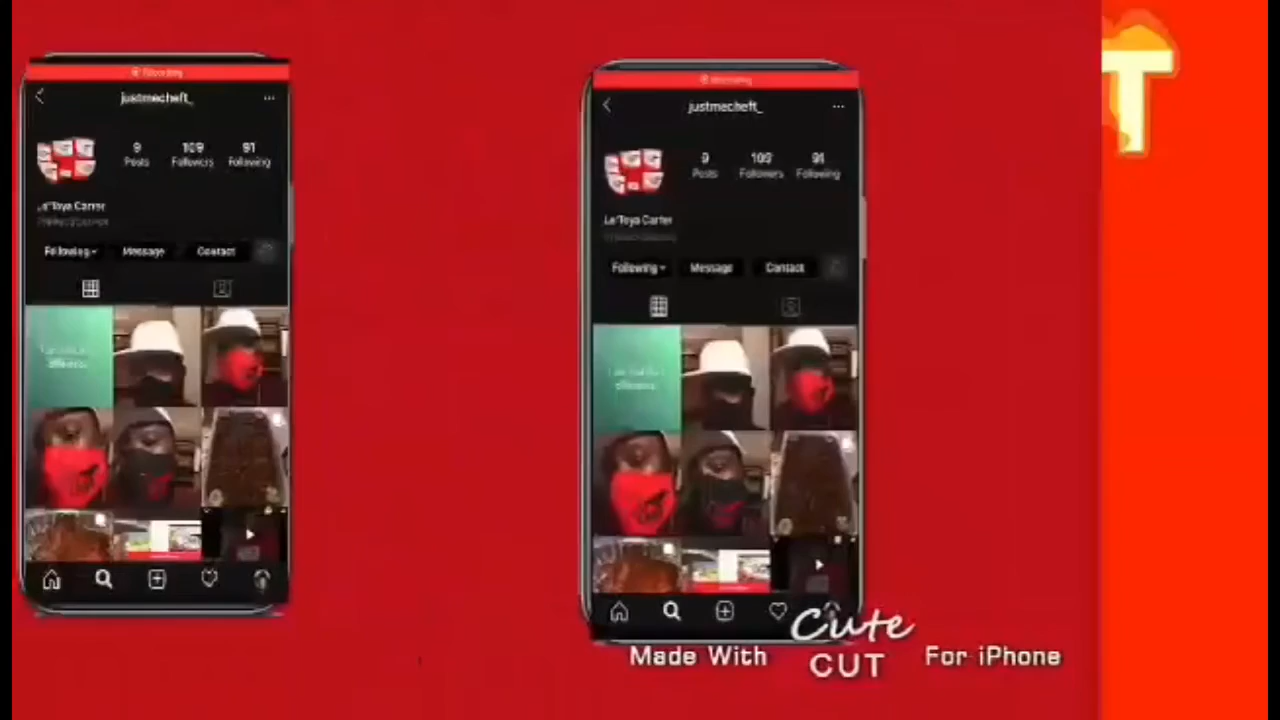 justmecheft_
9 109 91
Posts Followers Following
Le'Toya Carter
Following Message Contact
justmecheft_
9 109 91
Posts Followers Following
Le'Toya Carter
Following Message Contact
T
Made With Cute CUT For iPhone